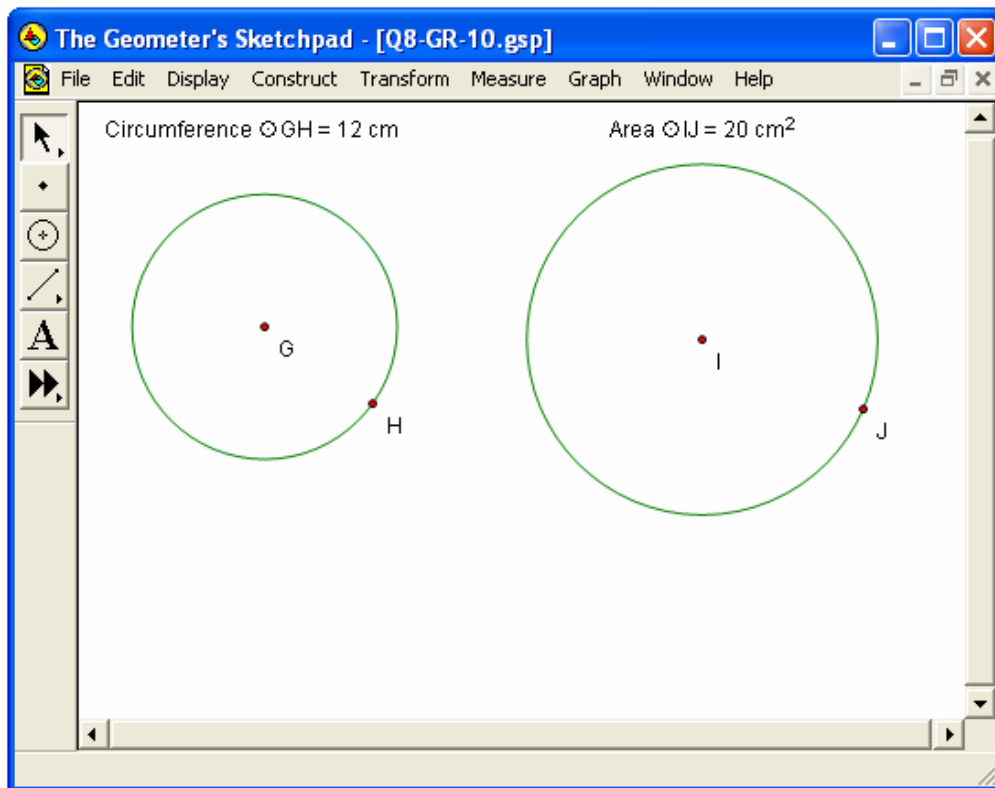 The Geometer's Sketchpad - [Q8-GR-10.gsp]
File Edit Display Construct Transform Measure Graph Window Help
Circumference ⊙GH = 12 cm
Area ⊙IJ = 20 cm²
A
G
H
I
J